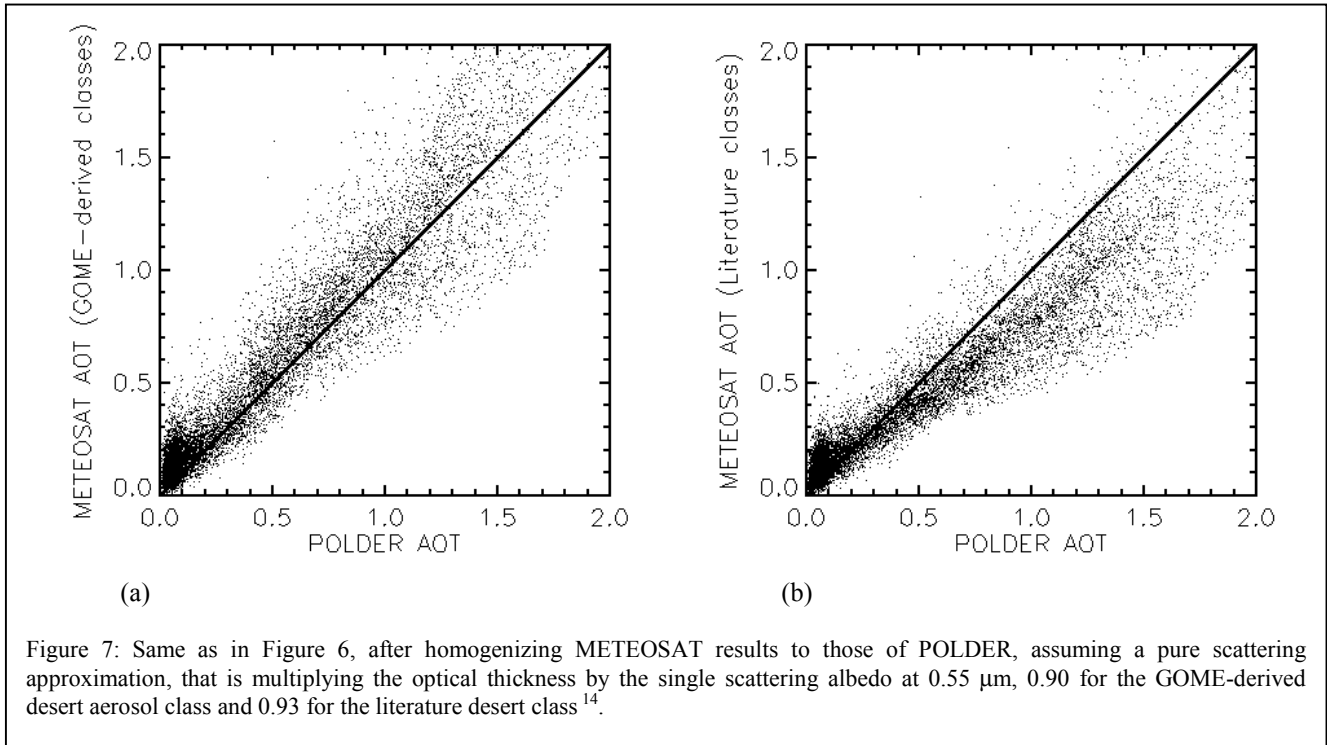 METEOSAT AOT (GOME-derived classes)
2.0
1.5
1.0
0.5
0.0
0.0 0.5 1.0 1.5 2.0
POLDER AOT
(a)
METEOSAT AOT (Literature classes)
2.0
1.5
1.0
0.5
0.0
0.0 0.5 1.0 1.5 2.0
POLDER AOT
(b)
Figure 7: Same as in Figure 6, after homogenizing METEOSAT results to those of POLDER, assuming a pure scattering
approximation, that is multiplying the optical thickness by the single scattering albedo at 0.55 μm, 0.90 for the GOME-derived
desert aerosol class and 0.93 for the literature desert class 14.